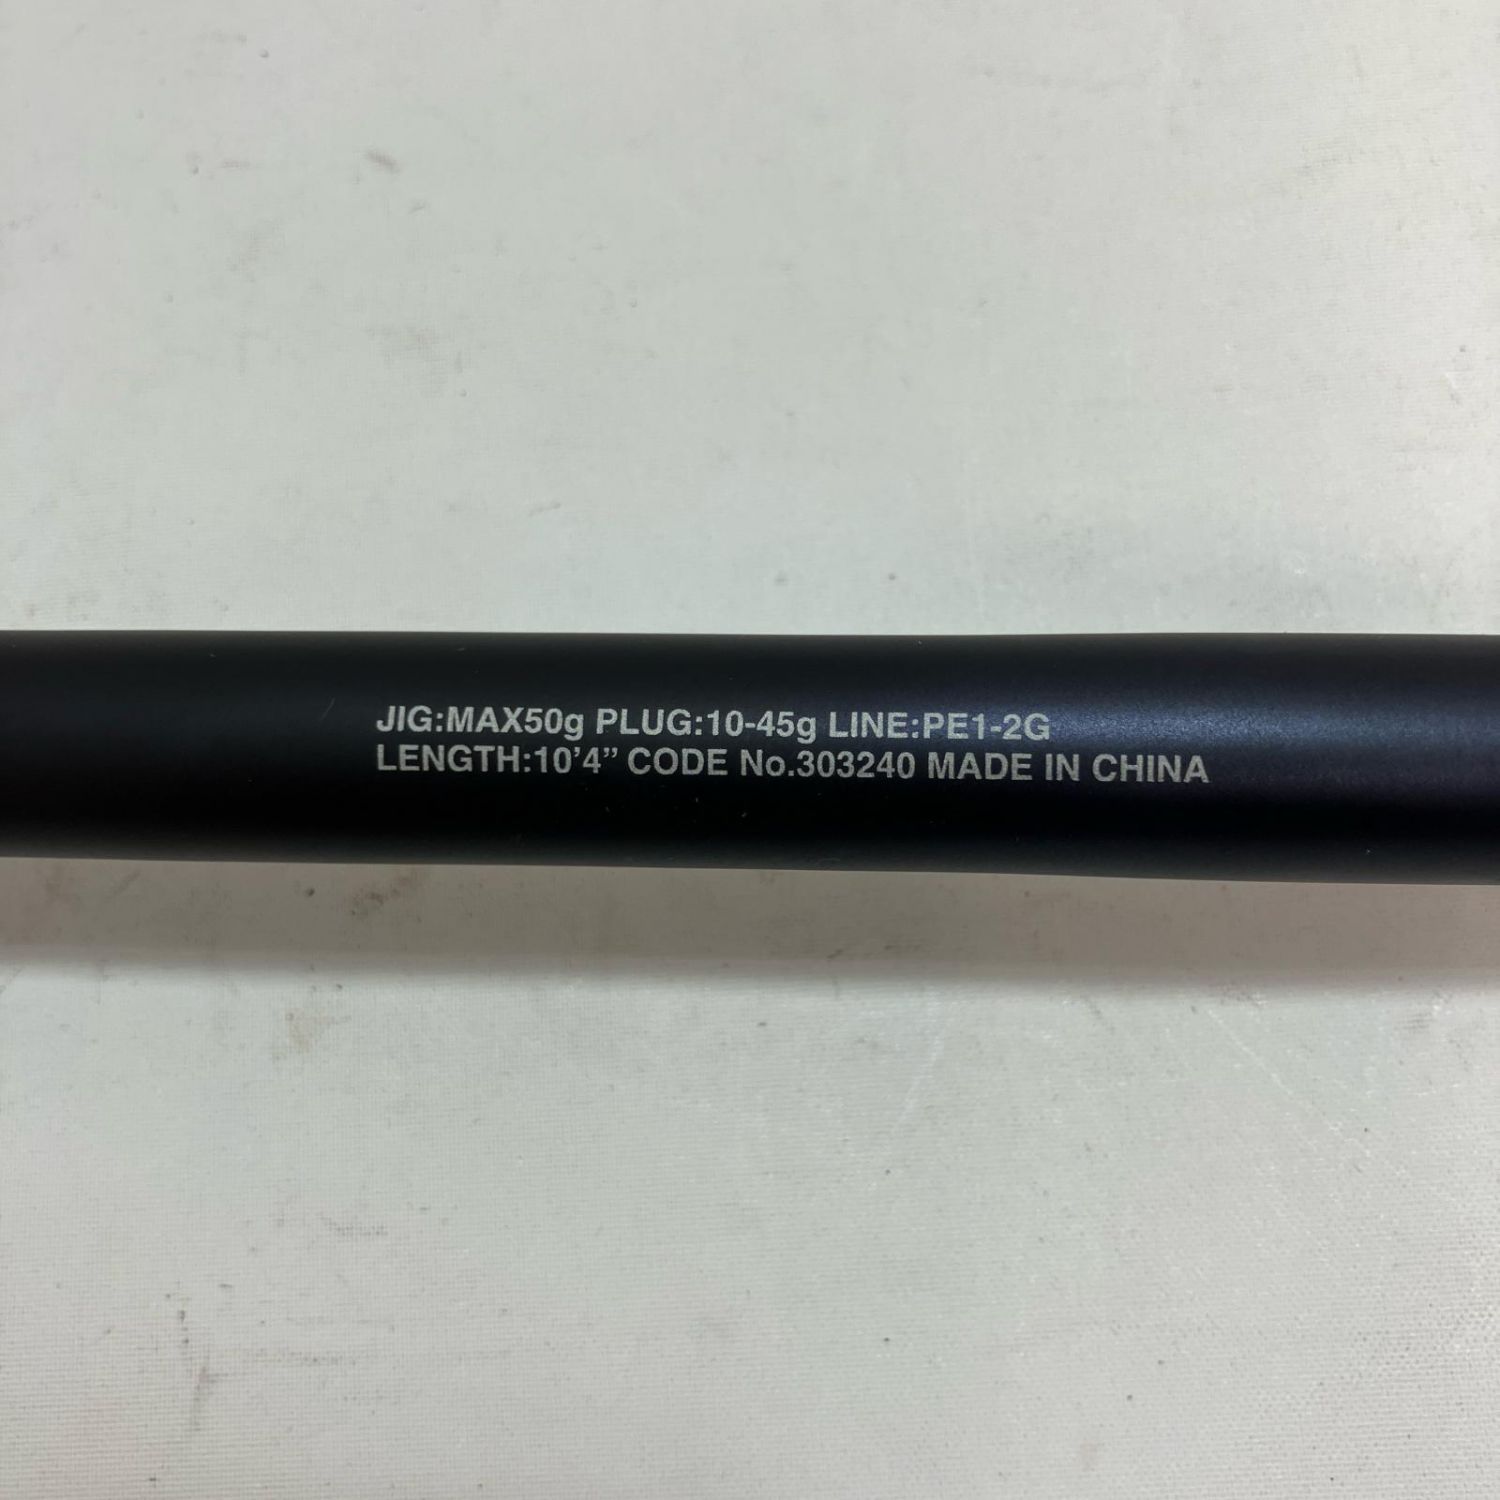 JIG:MAX50g PLUG:10-45g LINE:PE1-2G
LENGTH:10’4” CODE No.303240 MADE IN CHINA